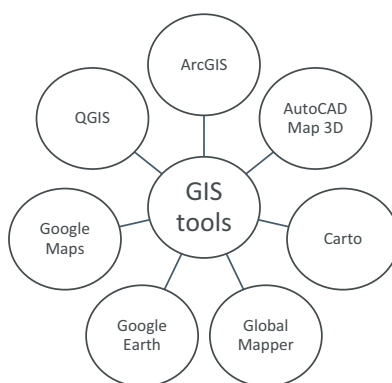 ArcGIS
AutoCAD
Map 3D
Carto
Global
Mapper
Google
Earth
Google
Maps
QGIS
GIS
tools